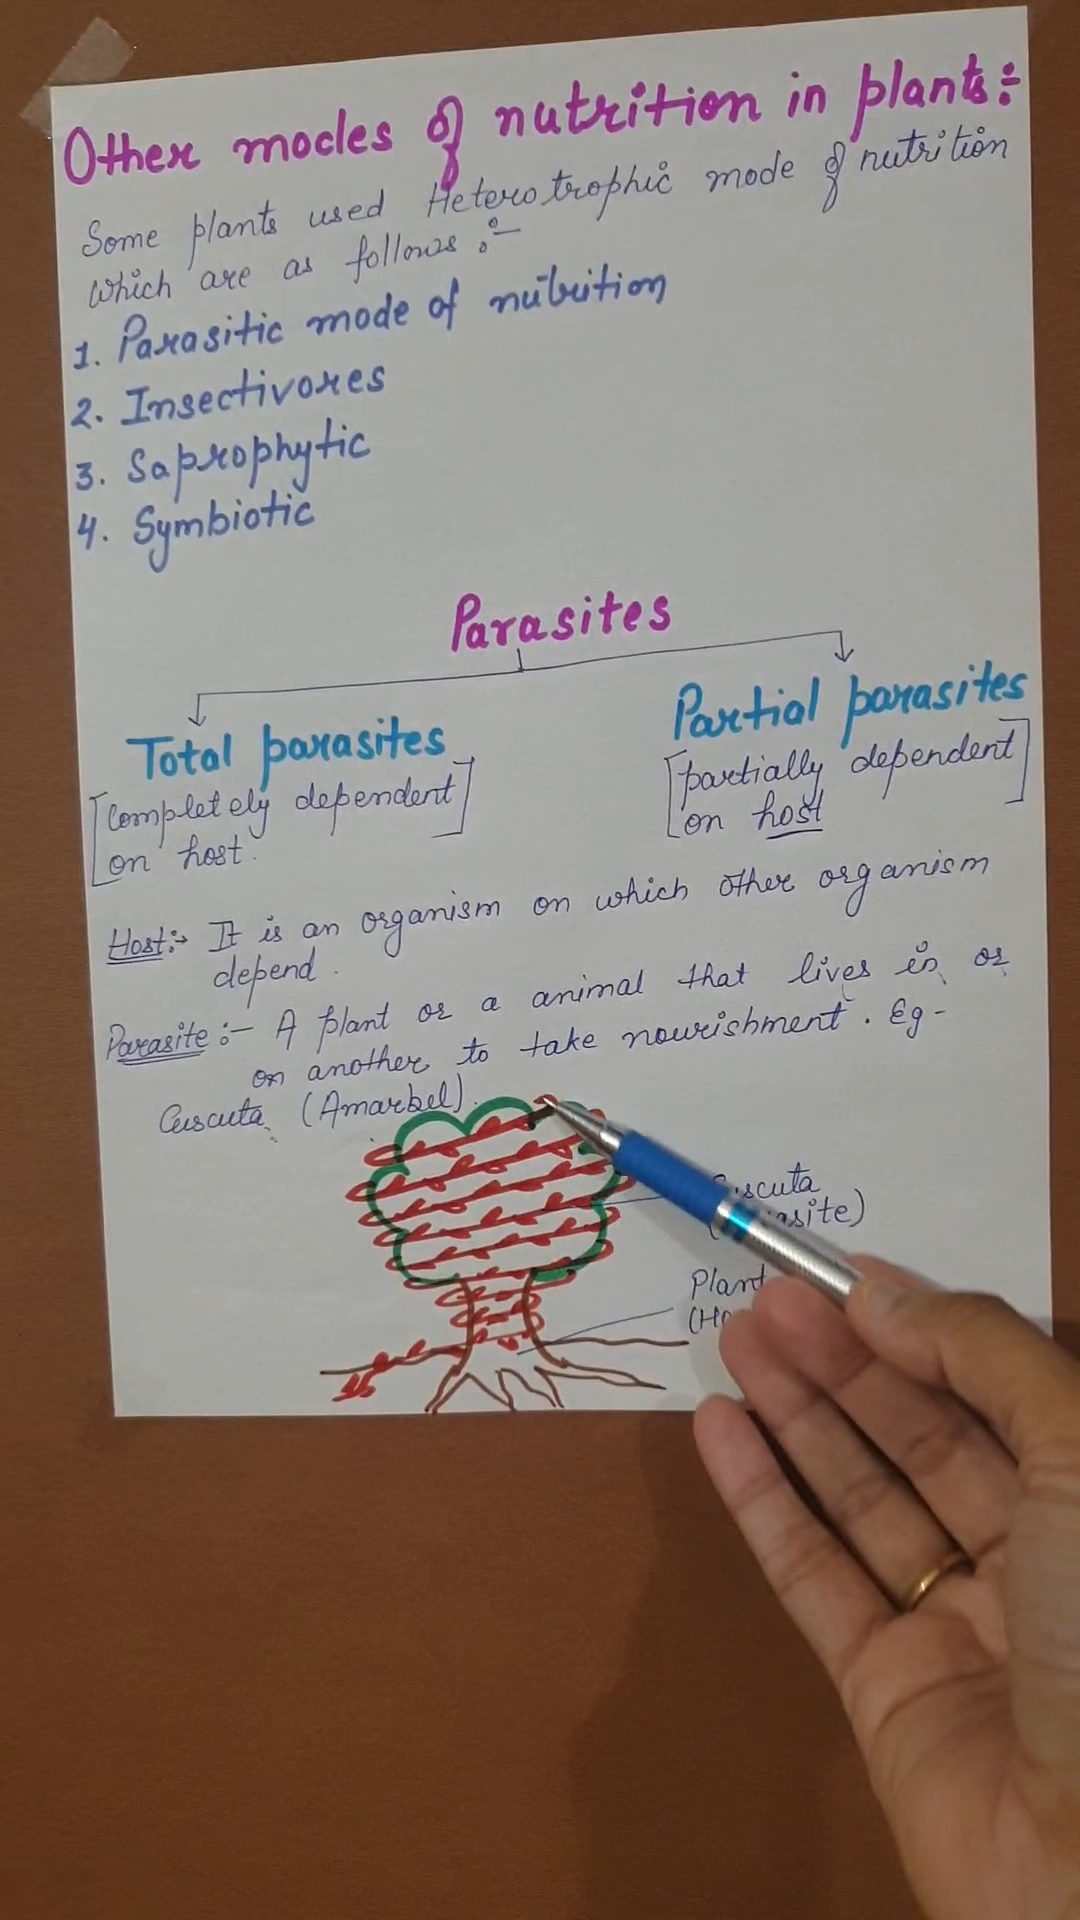 Other modes of nutrition in plants:-
Some plants used Heterotrophic mode of nutrition
which are as follows:-
1. Parasitic mode of nutrition
2. Insectivores
3. Saprophytic
4. Symbiotic
Parasites
Total parasites
[completely dependent
on host.
Partial parasites
[partially dependent]
on host
Host:→ It is an organism on which other organism
depend.
Parasite:- A plant or a animal that lives in or
on another to take nourishment. Eg-
Cuscuta (Amarbel).
Plant